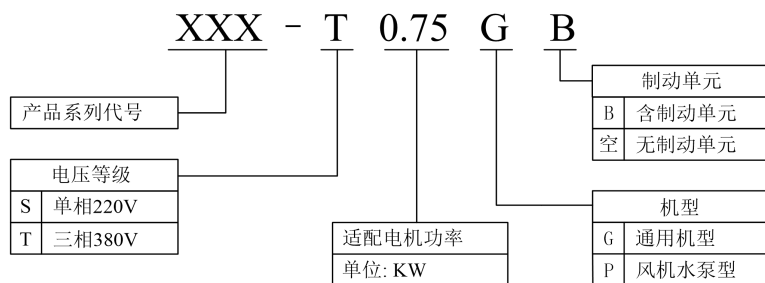 XXX - T 0.75 G B
制动单元
产品系列代号
B 含制动单元
空 无制动单元
电压等级
S 单相220V
T 三相380V
机型
适配电机功率
G 通用机型
单位: KW
P 风机水泵型